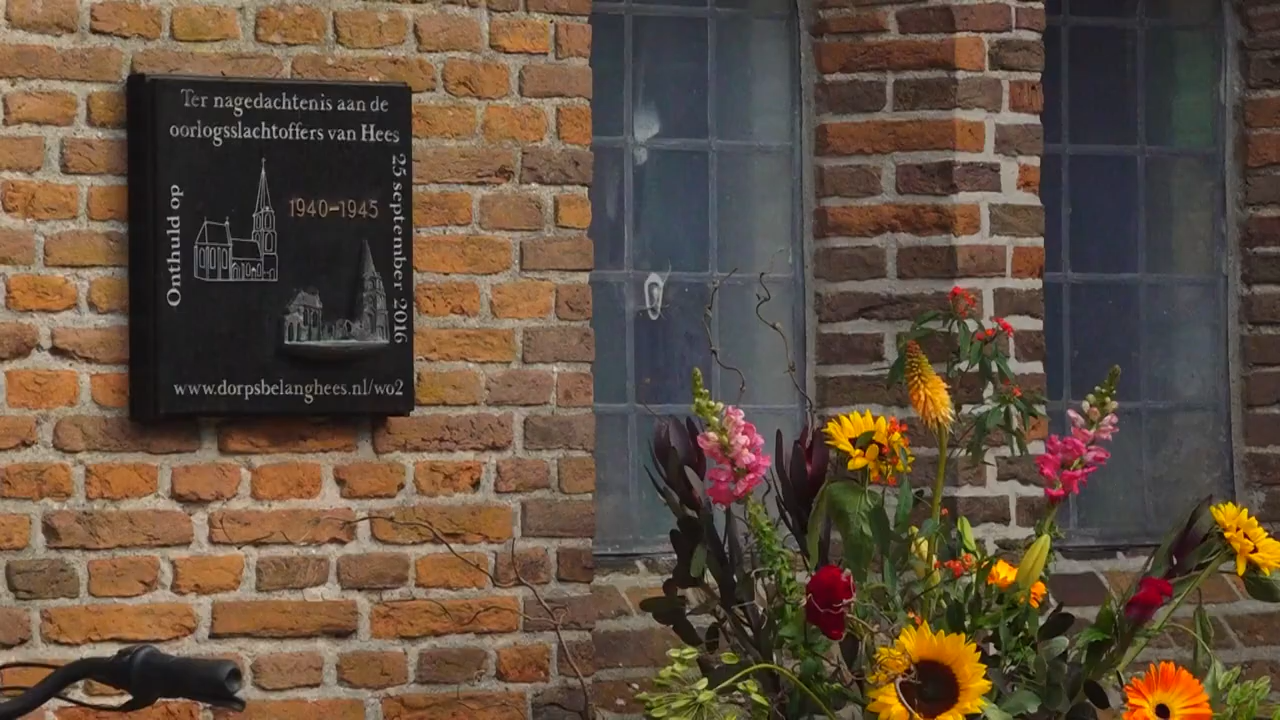 Ter nagedachtenis aan de
oorlogsslachtoffers van Hees
Onthuld op
25 september 2016
1940-1945
www.dorpsbelanghees.nl/wo2